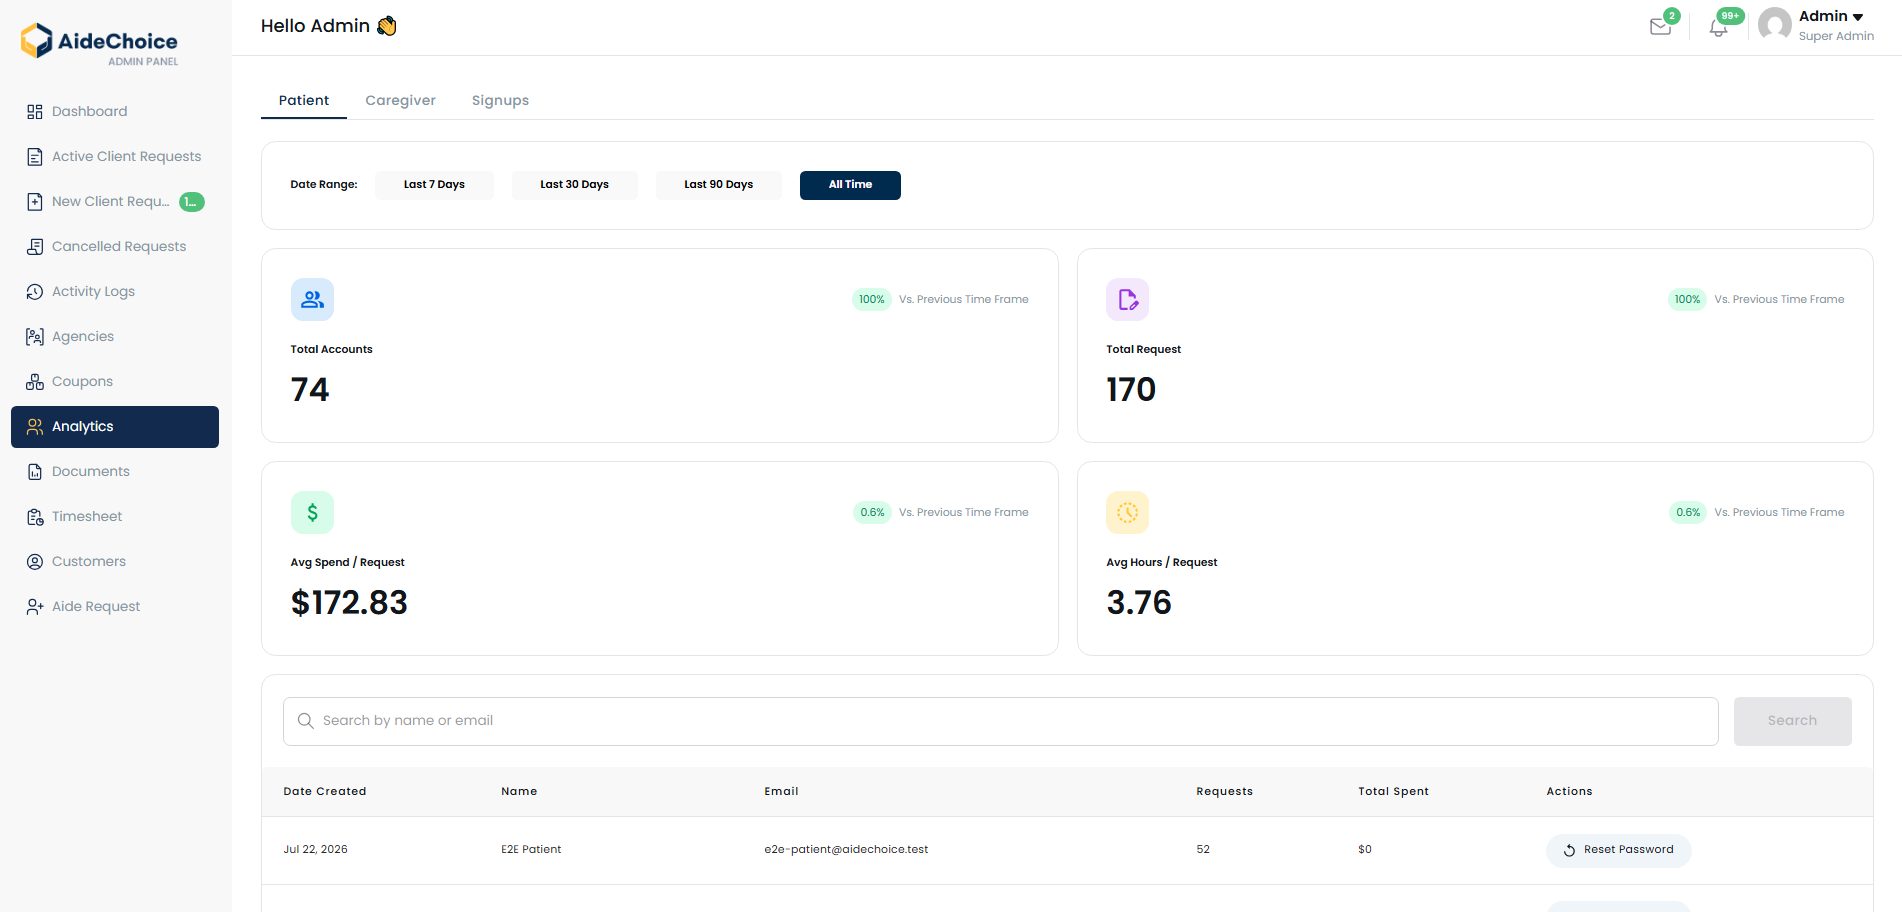 AideChoice
ADMIN PANEL
Dashboard
Active Client Requests
New Client Requ... 1...
Cancelled Requests
Activity Logs
Agencies
Coupons
Analytics
Documents
Timesheet
Customers
Aide Request
Hello Admin 👋
2
99+
Admin
Super Admin
Patient Caregiver Signups
Date Range: Last 7 Days Last 30 Days Last 90 Days All Time
100% Vs. Previous Time Frame
Total Accounts
74
100% Vs. Previous Time Frame
Total Request
170
$
0.6% Vs. Previous Time Frame
Avg Spend / Request
$172.83
0.6% Vs. Previous Time Frame
Avg Hours / Request
3.76
Search by name or email Search
Date Created Name Email Requests Total Spent Actions
Jul 22, 2026 E2E Patient e2e-patient@aidechoice.test 52 $0 Reset Password